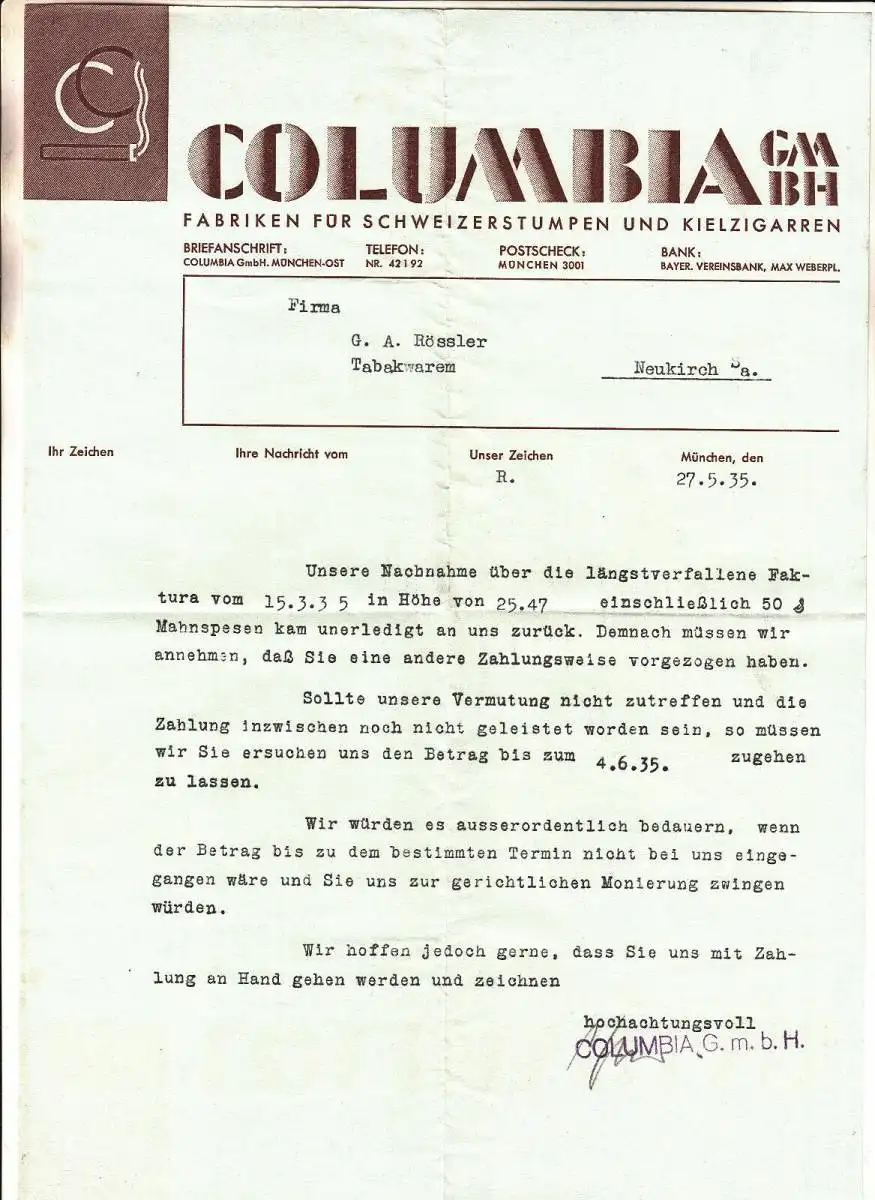 COLUMBIA GMBH
FABRIKEN FÜR SCHWEIZERSTUMPEN UND KIELZIGARREN
BRIEFANSCHRIFT: TELEFON: POSTSCHECK: BANK:
COLUMBIA GmbH. MÜNCHEN-OST NR. 42192 MÜNCHEN 3001 BAYER. VEREINSBANK, MAX WEBERPL.
Firma
G. A. Rössler
Tabakwarem Neukirch Sa.
Ihr Zeichen Ihre Nachricht vom Unser Zeichen München, den
R. 27.5.35.
Unsere Nachnahme über die längstverfallene Fak-
tura vom 15.3.35 in Höhe von 25.47 einschließlich 50 ₰
Mahnspesen kam unerledigt an uns zurück. Demnach müssen wir
annehmen, daß Sie eine andere Zahlungsweise vorgezogen haben.
Sollte unsere Vermutung nicht zutreffen und die
Zahlung inzwischen noch nicht geleistet worden sein, so müssen
wir Sie ersuchen uns den Betrag bis zum 4.6.35. zugehen
zu lassen.
Wir würden es ausserordentlich bedauern, wenn
der Betrag bis zu dem bestimmten Termin nicht bei uns einge-
gangen wäre und Sie uns zur gerichtlichen Monierung zwingen
würden.
Wir hoffen jedoch gerne, dass Sie uns mit Zah-
lung an Hand gehen werden und zeichnen
hochachtungsvoll
COLUMBIA G. m. b. H.